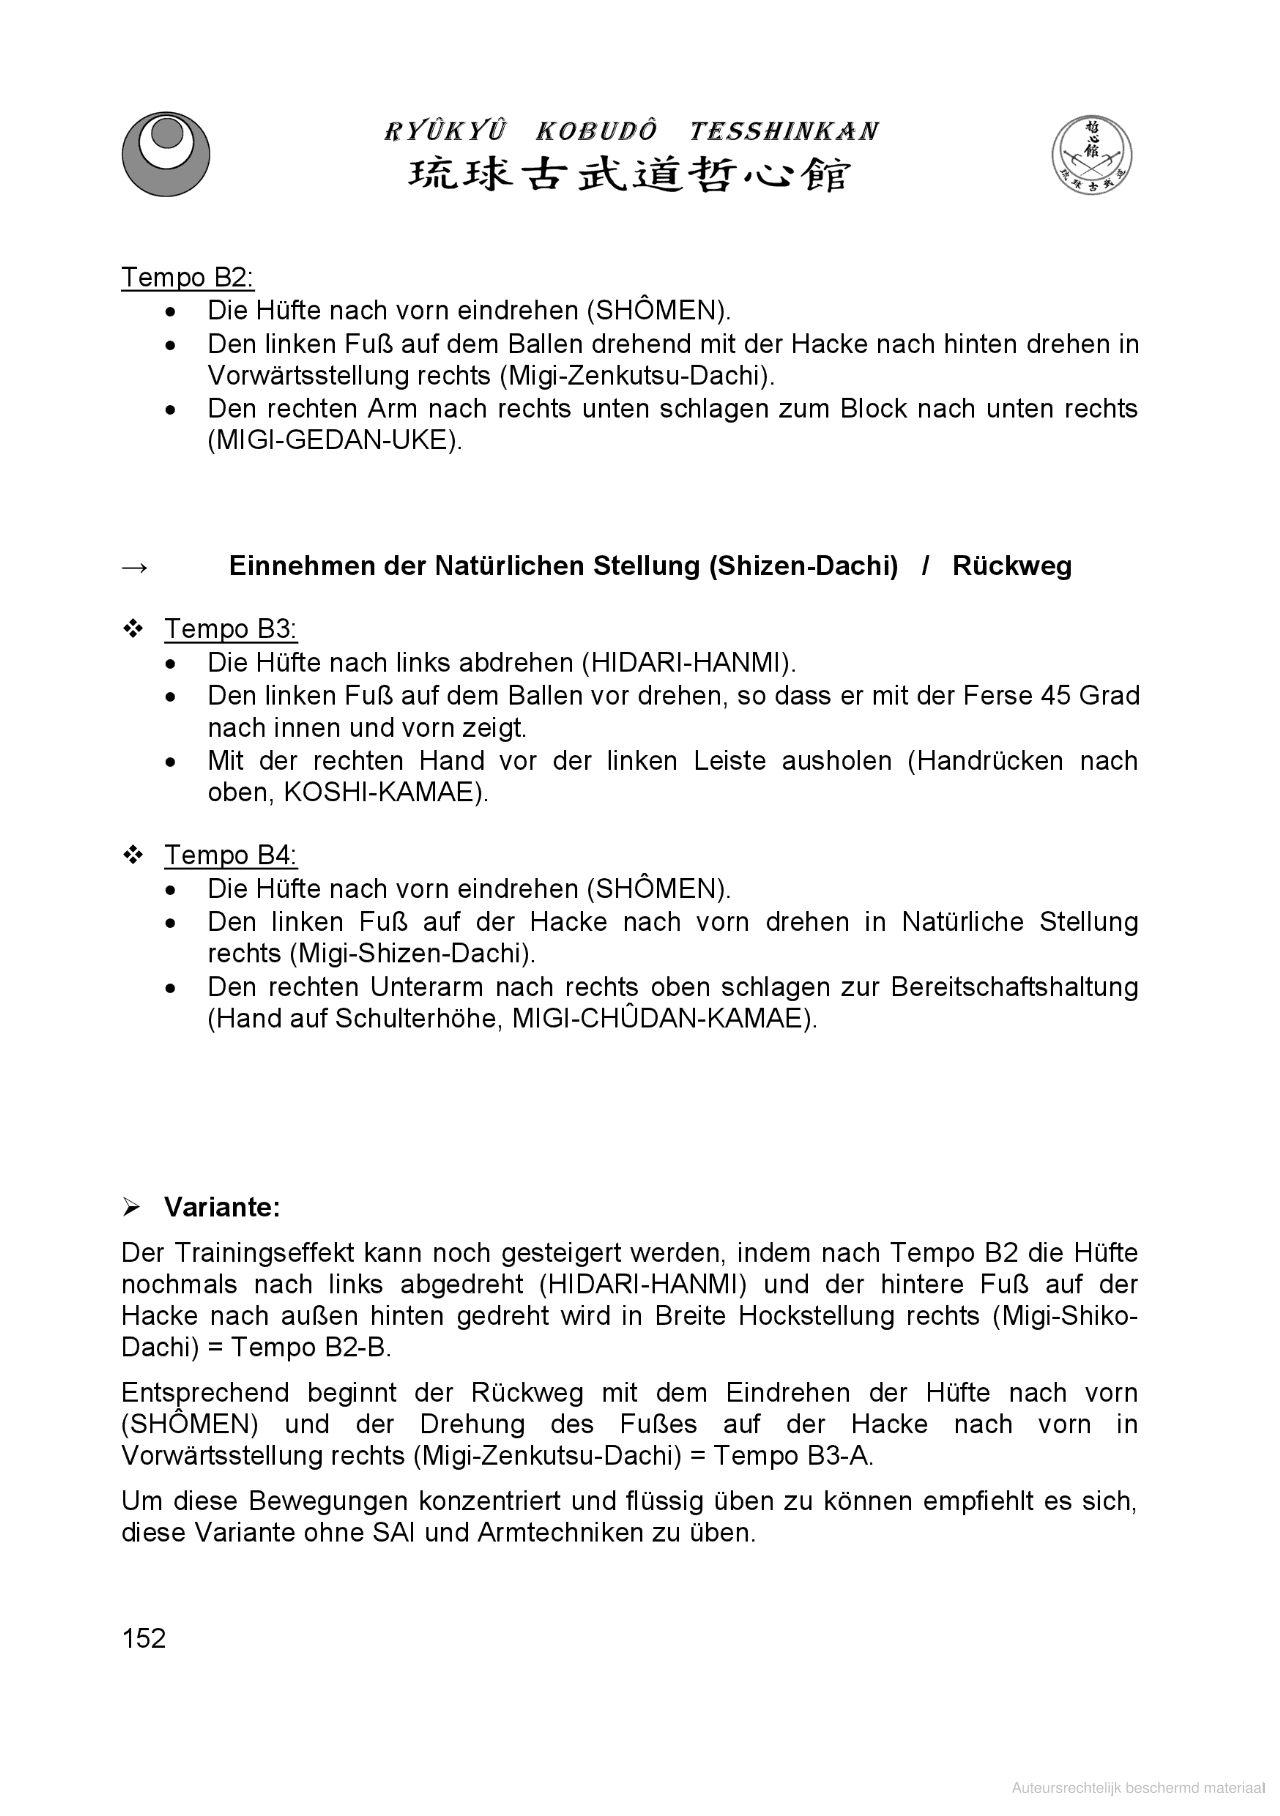 RYÛKYÛ KOBUDÔ TESSHINKAN
琉球古武道哲心館
哲心館
琉球古武道
Tempo B2:
• Die Hüfte nach vorn eindrehen (SHÔMEN).
• Den linken Fuß auf dem Ballen drehend mit der Hacke nach hinten drehen in
Vorwärtsstellung rechts (Migi-Zenkutsu-Dachi).
• Den rechten Arm nach rechts unten schlagen zum Block nach unten rechts
(MIGI-GEDAN-UKE).
→ Einnehmen der Natürlichen Stellung (Shizen-Dachi) / Rückweg
❖ Tempo B3:
• Die Hüfte nach links abdrehen (HIDARI-HANMI).
• Den linken Fuß auf dem Ballen vor drehen, so dass er mit der Ferse 45 Grad
nach innen und vorn zeigt.
• Mit der rechten Hand vor der linken Leiste ausholen (Handrücken nach
oben, KOSHI-KAMAE).
❖ Tempo B4:
• Die Hüfte nach vorn eindrehen (SHÔMEN).
• Den linken Fuß auf der Hacke nach vorn drehen in Natürliche Stellung
rechts (Migi-Shizen-Dachi).
• Den rechten Unterarm nach rechts oben schlagen zur Bereitschaftshaltung
(Hand auf Schulterhöhe, MIGI-CHÛDAN-KAMAE).
➢ Variante:
Der Trainingseffekt kann noch gesteigert werden, indem nach Tempo B2 die Hüfte
nochmals nach links abgedreht (HIDARI-HANMI) und der hintere Fuß auf der
Hacke nach außen hinten gedreht wird in Breite Hockstellung rechts (Migi-Shiko-
Dachi) = Tempo B2-B.
Entsprechend beginnt der Rückweg mit dem Eindrehen der Hüfte nach vorn
(SHÔMEN) und der Drehung des Fußes auf der Hacke nach vorn in
Vorwärtsstellung rechts (Migi-Zenkutsu-Dachi) = Tempo B3-A.
Um diese Bewegungen konzentriert und flüssig üben zu können empfiehlt es sich,
diese Variante ohne SAI und Armtechniken zu üben.
152
Auteursrechtelijk beschermd materiaal